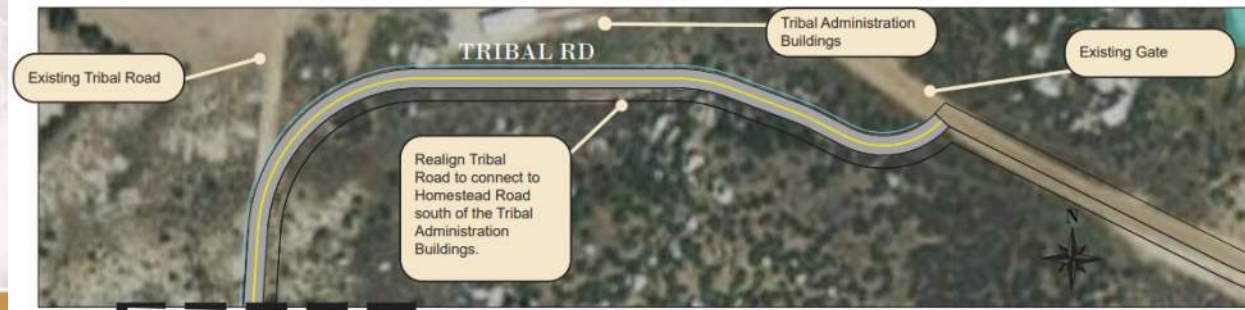 Tribal Administration
Buildings
Existing Gate
TRIBAL RD
Existing Tribal Road
Realign Tribal
Road to connect to
Homestead Road
south of the Tribal
Administration
Buildings.
N